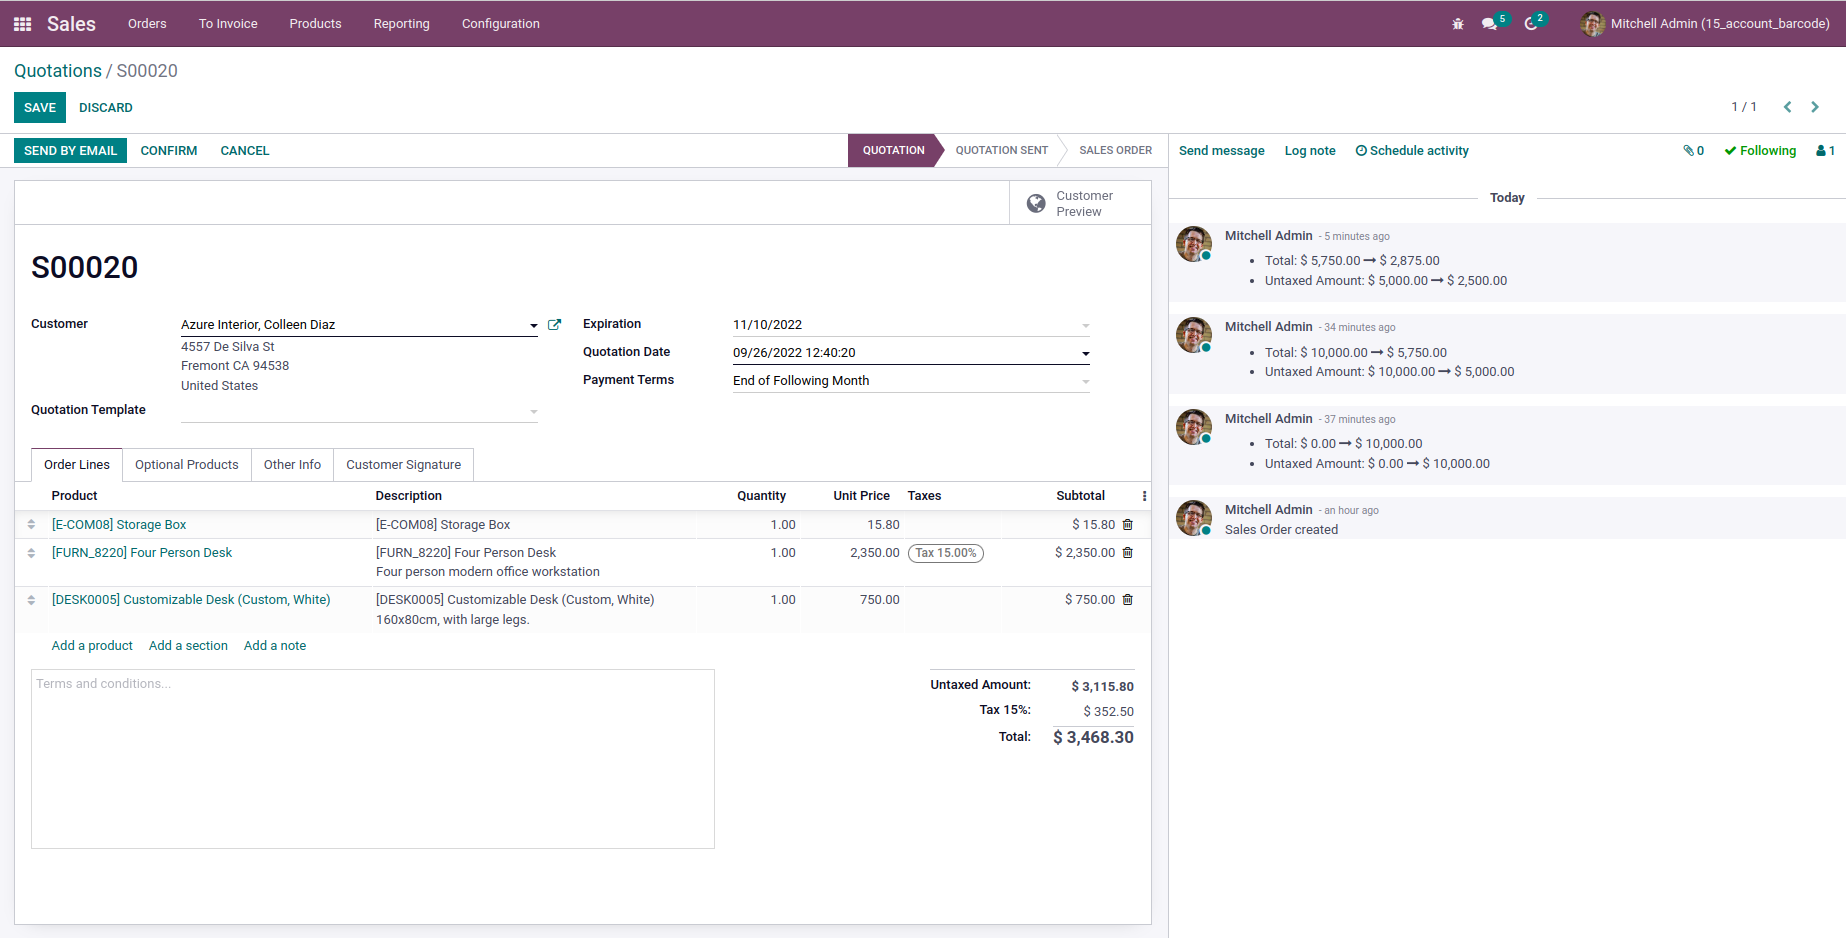 Sales Orders To Invoice Products Reporting Configuration 5 2 Mitchell Admin (15_account_barcode)
Quotations / S00020
SAVE DISCARD 1 / 1
SEND BY EMAIL CONFIRM CANCEL QUOTATION QUOTATION SENT SALES ORDER
Customer
Preview
S00020
Customer Azure Interior, Colleen Diaz
4557 De Silva St
Fremont CA 94538
United States
Quotation Template
Expiration 11/10/2022
Quotation Date 09/26/2022 12:40:20
Payment Terms End of Following Month
Order Lines Optional Products Other Info Customer Signature
Product Description Quantity Unit Price Taxes Subtotal
[E-COM08] Storage Box [E-COM08] Storage Box 1.00 15.80 $ 15.80
[FURN_8220] Four Person Desk [FURN_8220] Four Person Desk 1.00 2,350.00 Tax 15.00% $ 2,350.00
Four person modern office workstation
[DESK0005] Customizable Desk (Custom, White) [DESK0005] Customizable Desk (Custom, White) 1.00 750.00 $ 750.00
160x80cm, with large legs.
Add a product Add a section Add a note
Terms and conditions...
Untaxed Amount: $ 3,115.80
Tax 15%: $ 352.50
Total: $ 3,468.30
Send message Log note Schedule activity 0 Following 1
Today
Mitchell Admin - 5 minutes ago
• Total: $ 5,750.00 → $ 2,875.00
• Untaxed Amount: $ 5,000.00 → $ 2,500.00
Mitchell Admin - 34 minutes ago
• Total: $ 10,000.00 → $ 5,750.00
• Untaxed Amount: $ 10,000.00 → $ 5,000.00
Mitchell Admin - 37 minutes ago
• Total: $ 0.00 → $ 10,000.00
• Untaxed Amount: $ 0.00 → $ 10,000.00
Mitchell Admin - an hour ago
Sales Order created